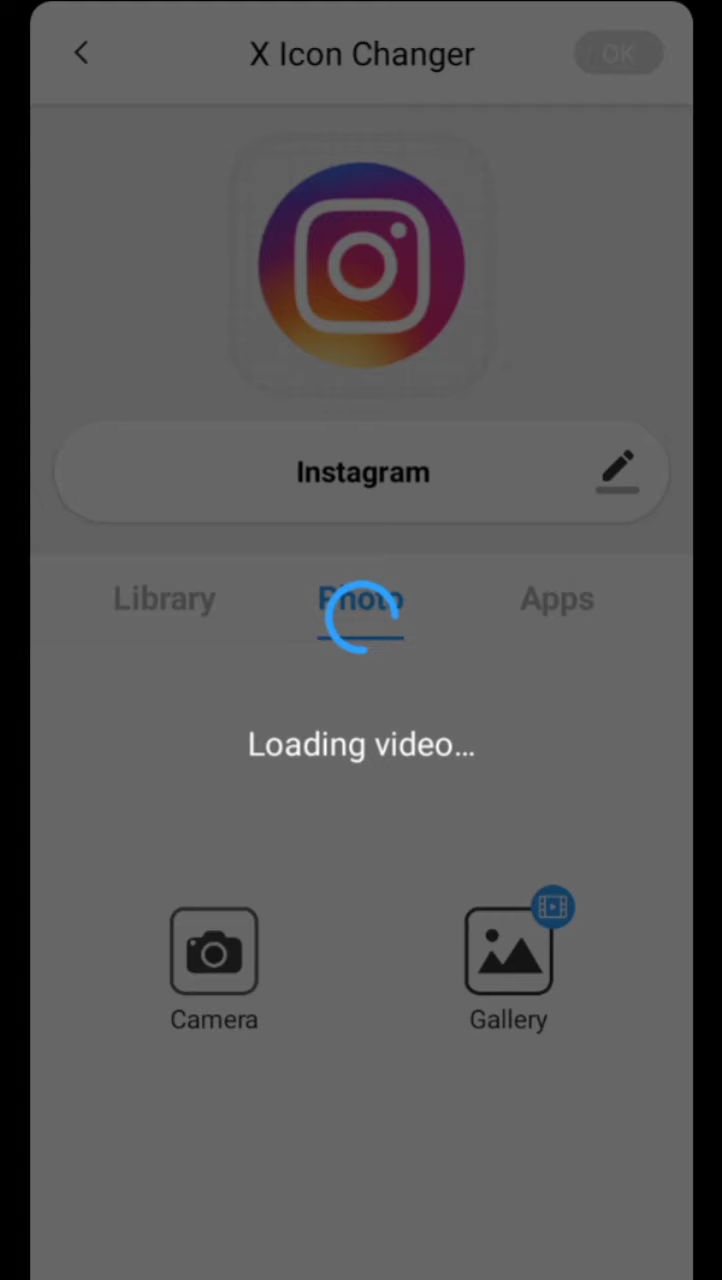 X Icon Changer
OK
Instagram
Library
Photo
Apps
Loading video...
Camera
Gallery